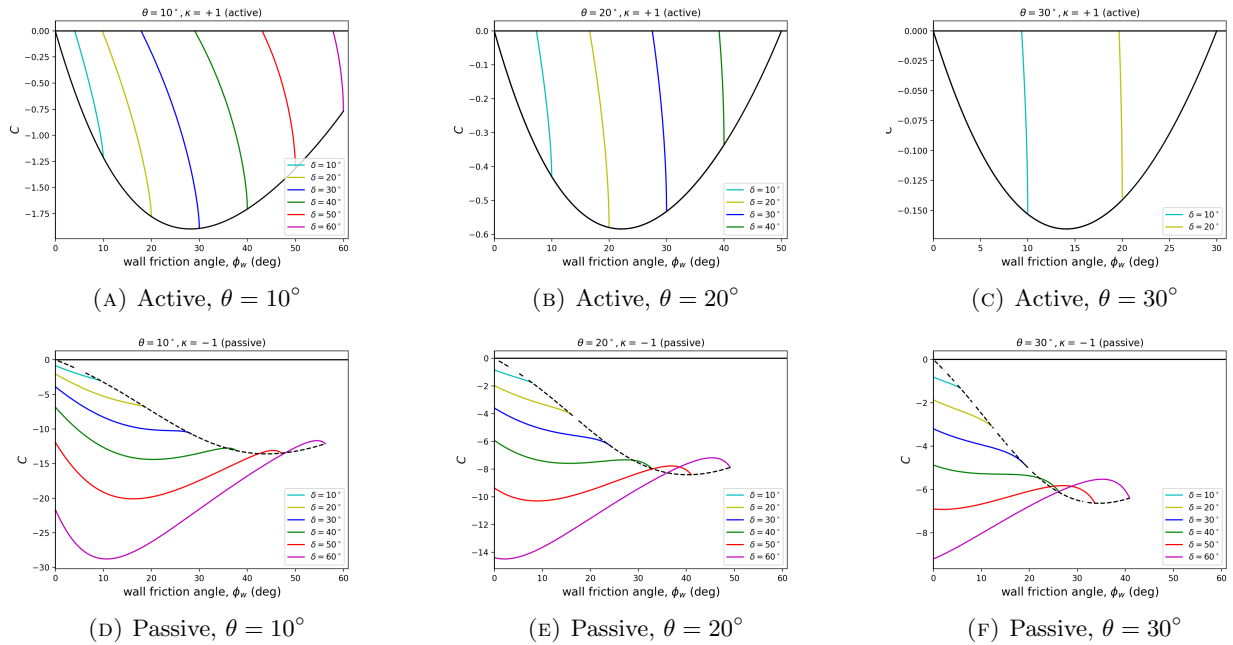 θ = 10°, κ = +1 (active)
C
0.00
−0.25
−0.50
−0.75
−1.00
−1.25
−1.50
−1.75
0 10 20 30 40 50 60
wall friction angle, ϕw (deg)
δ = 10°
δ = 20°
δ = 30°
δ = 40°
δ = 50°
δ = 60°
(A) Active, θ = 10°
θ = 20°, κ = +1 (active)
C
0.0
−0.1
−0.2
−0.3
−0.4
−0.5
−0.6
0 10 20 30 40 50
wall friction angle, ϕw (deg)
δ = 10°
δ = 20°
δ = 30°
δ = 40°
(B) Active, θ = 20°
θ = 30°, κ = +1 (active)
0.000
−0.025
−0.050
−0.075
−0.100
−0.125
−0.150
0 5 10 15 20 25 30
wall friction angle, ϕw (deg)
δ = 10°
δ = 20°
(C) Active, θ = 30°
θ = 10°, κ = −1 (passive)
C
0
−5
−10
−15
−20
−25
−30
0 10 20 30 40 50 60
wall friction angle, ϕw (deg)
δ = 10°
δ = 20°
δ = 30°
δ = 40°
δ = 50°
δ = 60°
(D) Passive, θ = 10°
θ = 20°, κ = −1 (passive)
C
0
−2
−4
−6
−8
−10
−12
−14
0 10 20 30 40 50 60
wall friction angle, ϕw (deg)
δ = 10°
δ = 20°
δ = 30°
δ = 40°
δ = 50°
δ = 60°
(E) Passive, θ = 20°
θ = 30°, κ = −1 (passive)
C
0
−2
−4
−6
−8
0 10 20 30 40 50 60
wall friction angle, ϕw (deg)
δ = 10°
δ = 20°
δ = 30°
δ = 40°
δ = 50°
δ = 60°
(F) Passive, θ = 30°